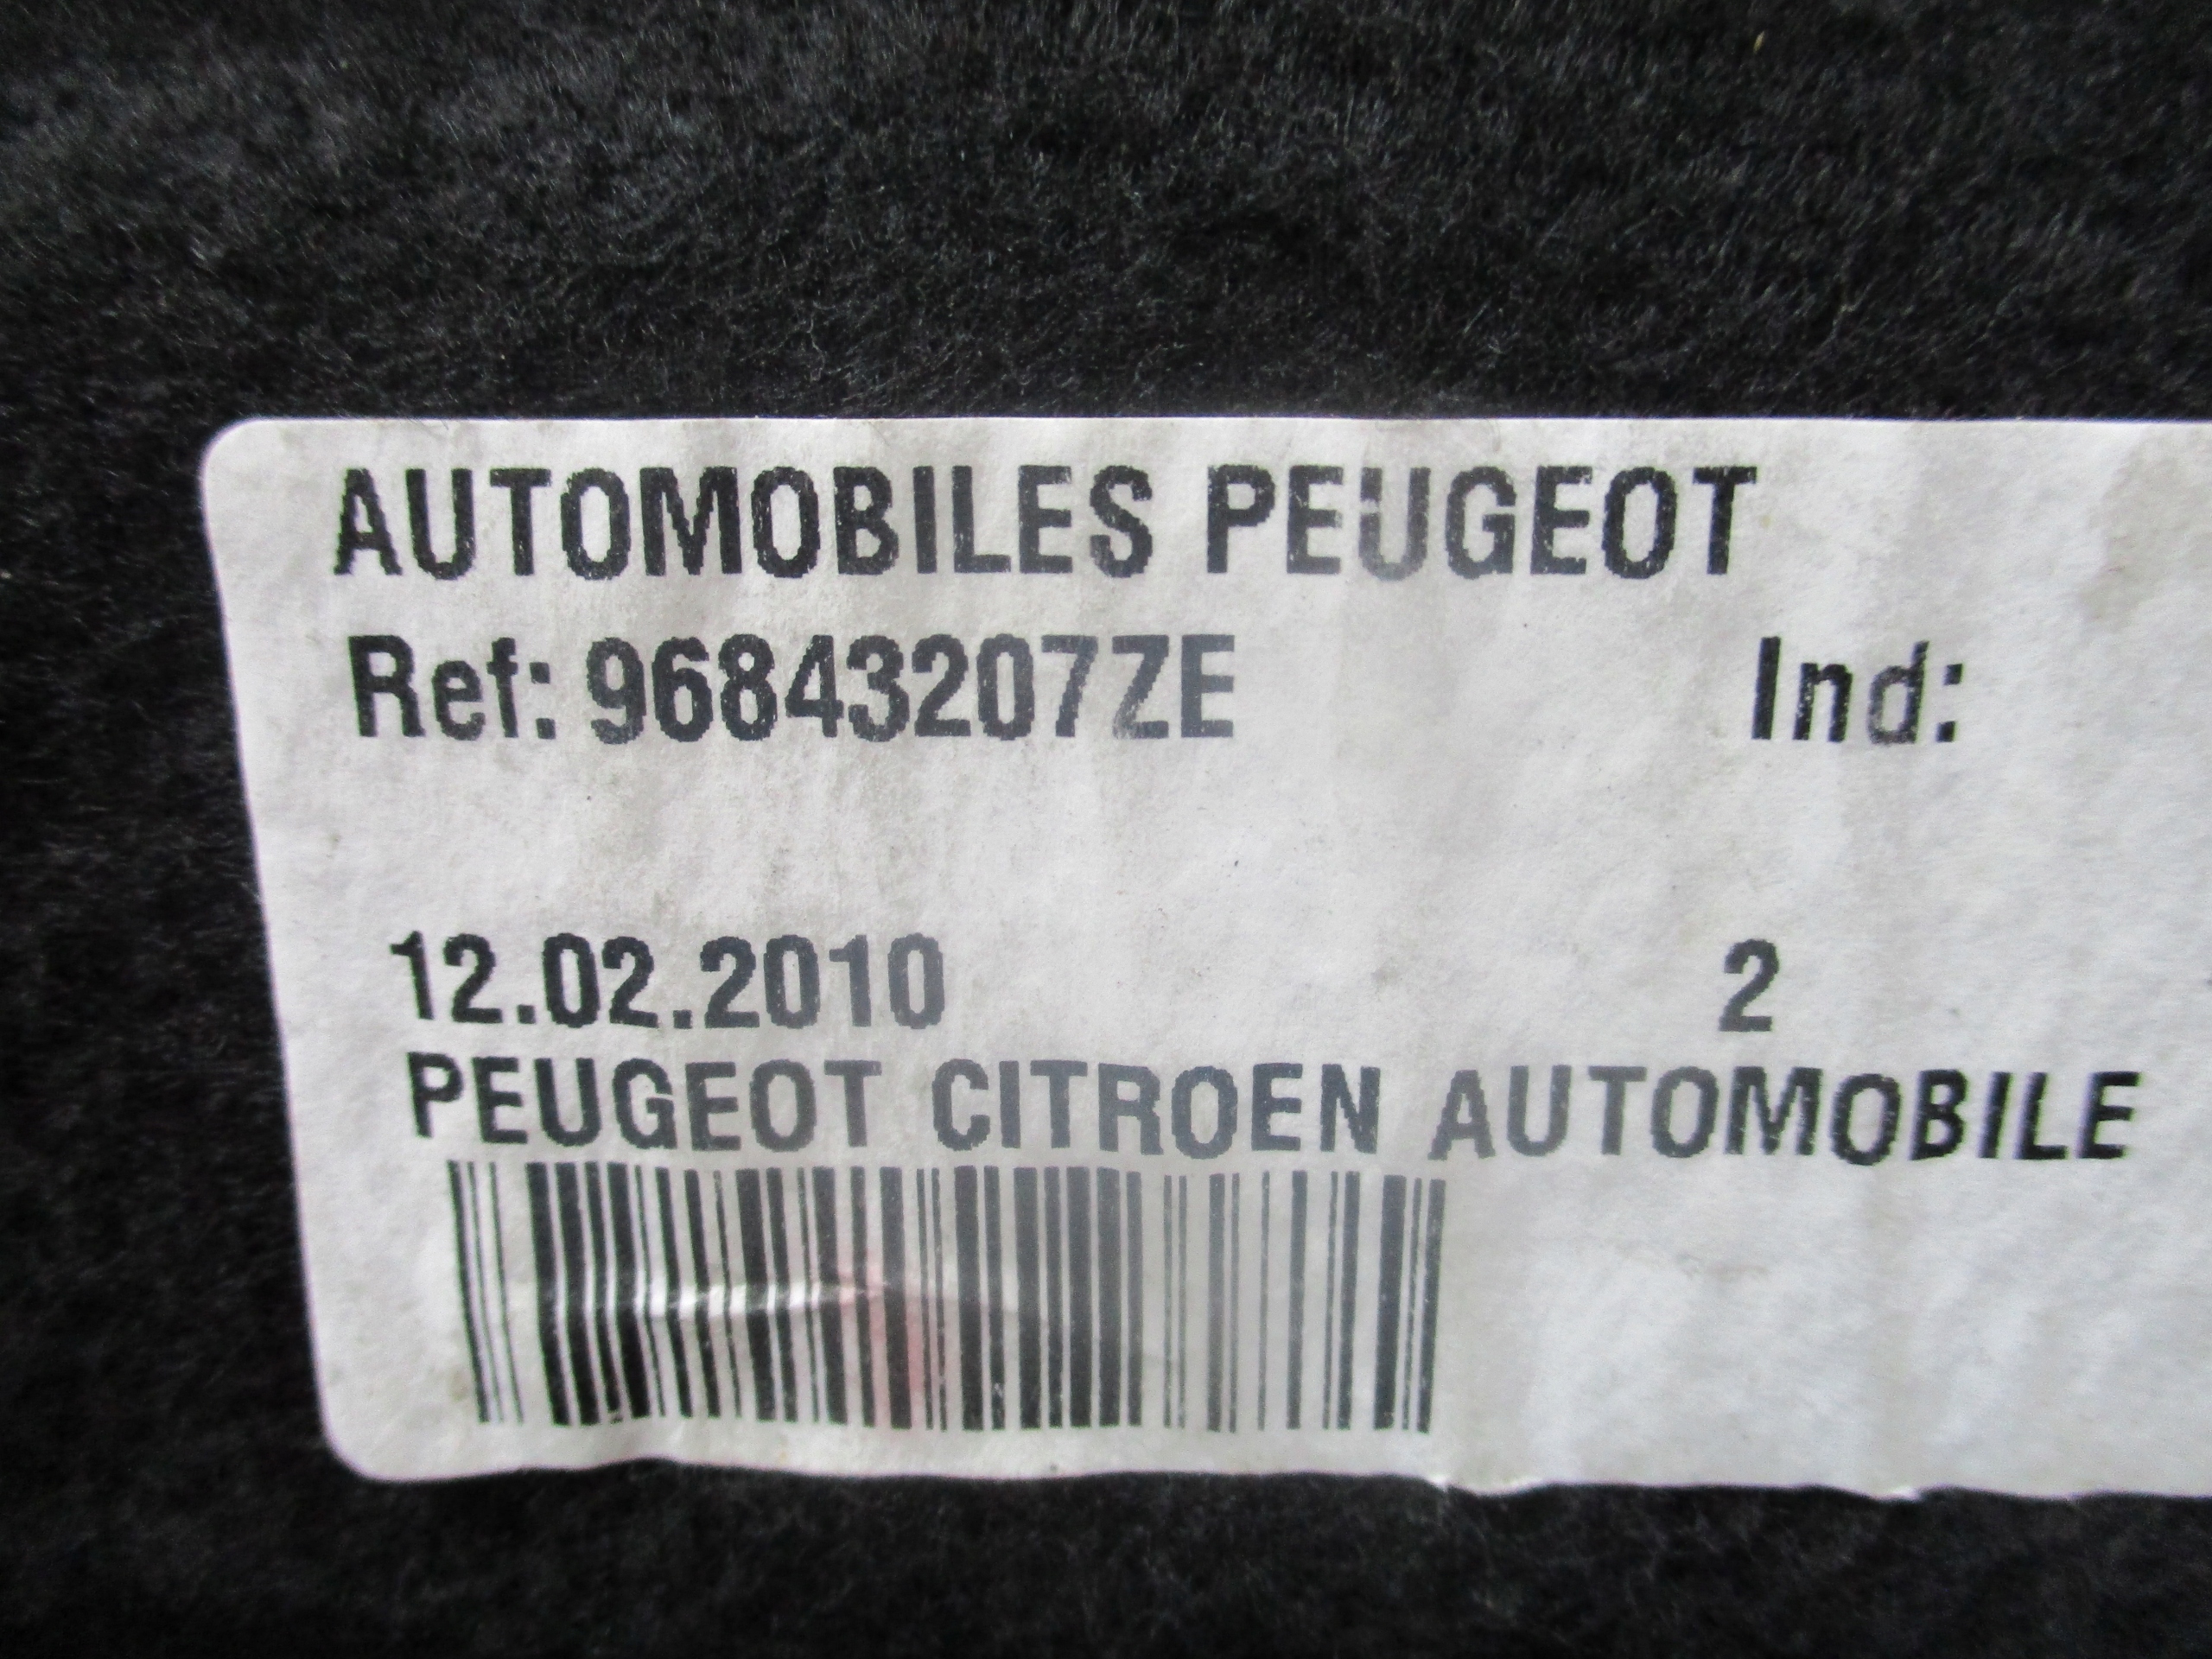 AUTOMOBILES PEUGEOT
Ref: 96843207ZE Ind:
12.02.2010 2
PEUGEOT CITROEN AUTOMOBILE